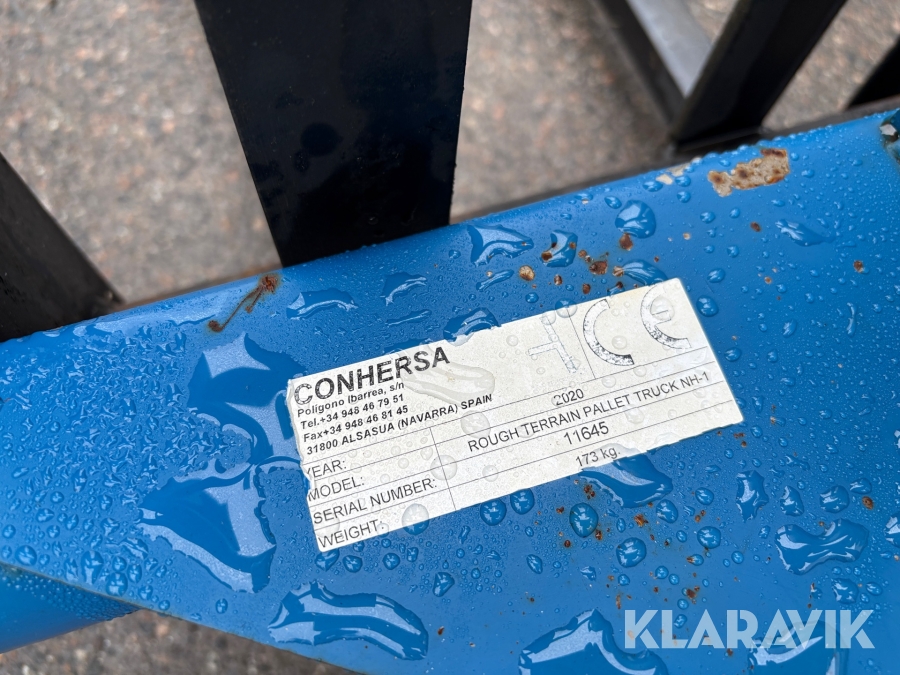 CONHERSA
Polígono Ibarrea, s/n
Tel.+34 948 46 79 51
Fax+34 948 46 81 45
31800 ALSASUA (NAVARRA) SPAIN
CE
YEAR: 2020
MODEL: ROUGH TERRAIN PALLET TRUCK NH-1
SERIAL NUMBER: 11645
WEIGHT: 173 kg.
KLARAVIK